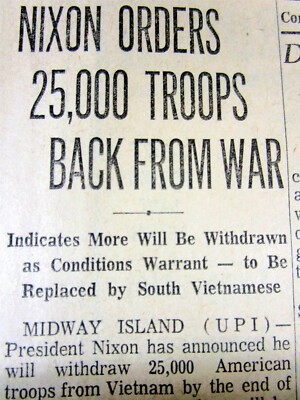 NIXON ORDERS
25,000 TROOPS
BACK FROM WAR
Indicates More Will Be Withdrawn
as Conditions Warrant — to Be
Replaced by South Vietnamese
MIDWAY ISLAND (UPI)—
President Nixon has announced he
will withdraw 25,000 American
troops from Vietnam by the end of